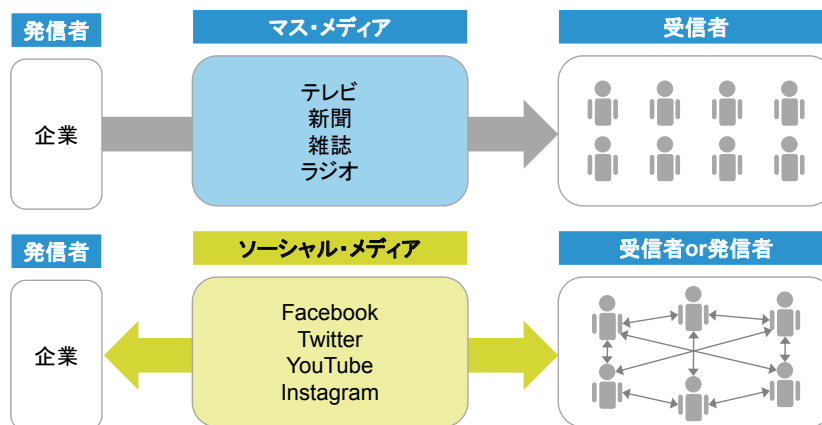 発信者
マス・メディア
受信者
企業
テレビ
新聞
雑誌
ラジオ
発信者
ソーシャル・メディア
受信者or発信者
企業
Facebook
Twitter
YouTube
Instagram